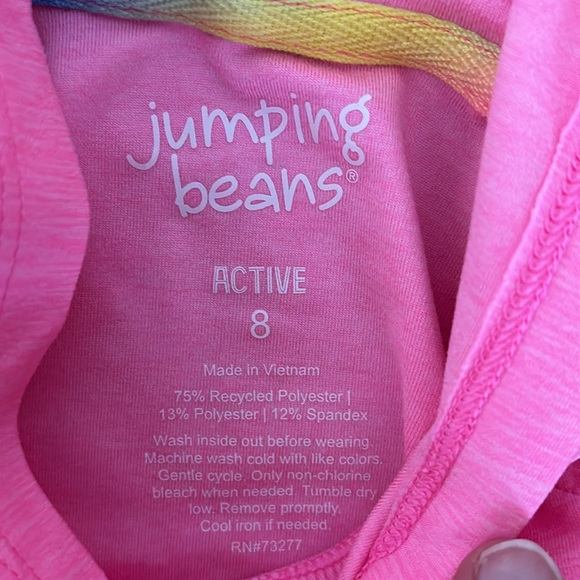 jumping
beans®
ACTIVE
8
Made in Vietnam
75% Recycled Polyester |
13% Polyester | 12% Spandex
Wash inside out before wearing.
Machine wash cold with like colors.
Gentle cycle. Only non-chlorine
bleach when needed. Tumble dry
low. Remove promptly.
Cool iron if needed.
RN#73277